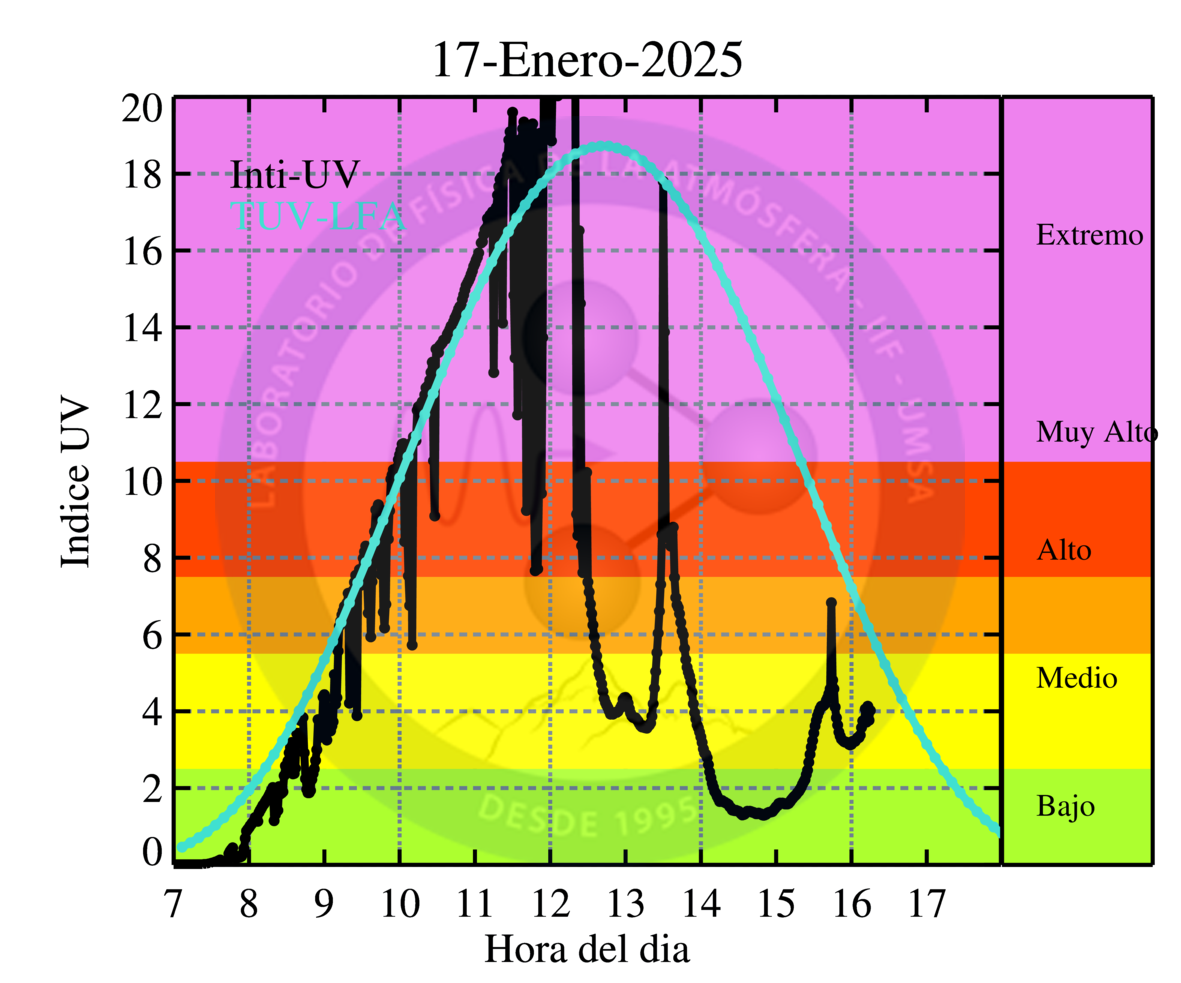 17-Enero-2025
Indice UV
20
18
16
14
12
10
8
6
4
2
0
Inti-UV
TUV-LFA
LABORATORIO DE FÍSICA DE LA ATMÓSFERA - IIF - UMSA
DESDE 1995
Extremo
Muy Alto
Alto
Medio
Bajo
7 8 9 10 11 12 13 14 15 16 17
Hora del dia